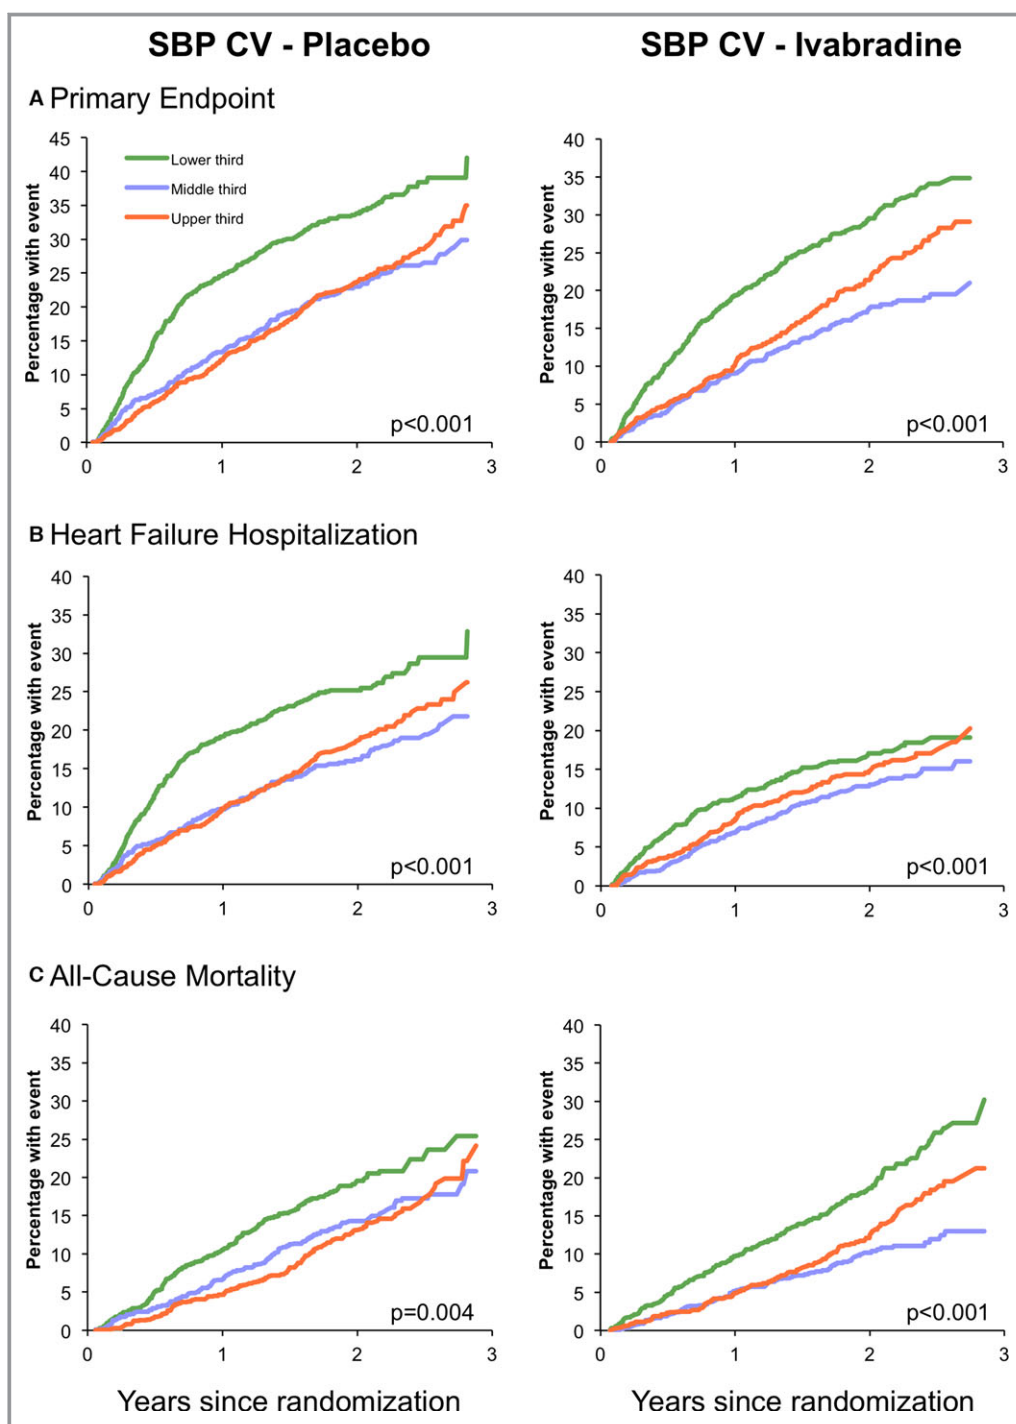 SBP CV - Placebo
SBP CV - Ivabradine
A Primary Endpoint
Percentage with event
45
40
35
30
25
20
15
10
5
0
Lower third
Middle third
Upper third
p<0.001
0 1 2 3
Percentage with event
40
35
30
25
20
15
10
5
0
p<0.001
0 1 2 3
B Heart Failure Hospitalization
Percentage with event
40
35
30
25
20
15
10
5
0
p<0.001
0 1 2 3
Percentage with event
40
35
30
25
20
15
10
5
0
p<0.001
0 1 2 3
C All-Cause Mortality
Percentage with event
40
35
30
25
20
15
10
5
0
p=0.004
0 1 2 3
Percentage with event
40
35
30
25
20
15
10
5
0
p<0.001
0 1 2 3
Years since randomization
Years since randomization